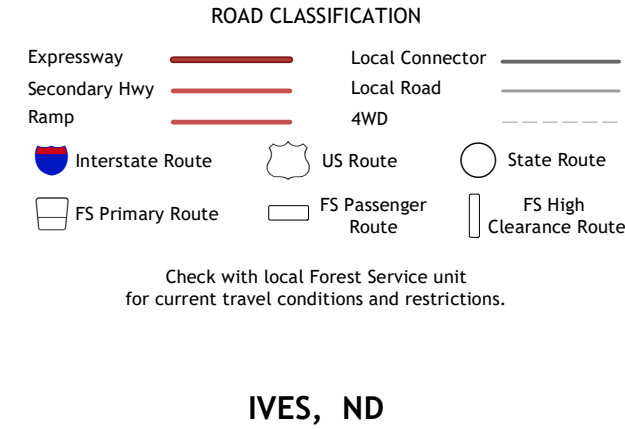 ROAD CLASSIFICATION
Expressway
Local Connector
Secondary Hwy
Local Road
Ramp
4WD
Interstate Route
US Route
State Route
FS Primary Route
FS Passenger
Route
FS High
Clearance Route
Check with local Forest Service unit
for current travel conditions and restrictions.
IVES, ND